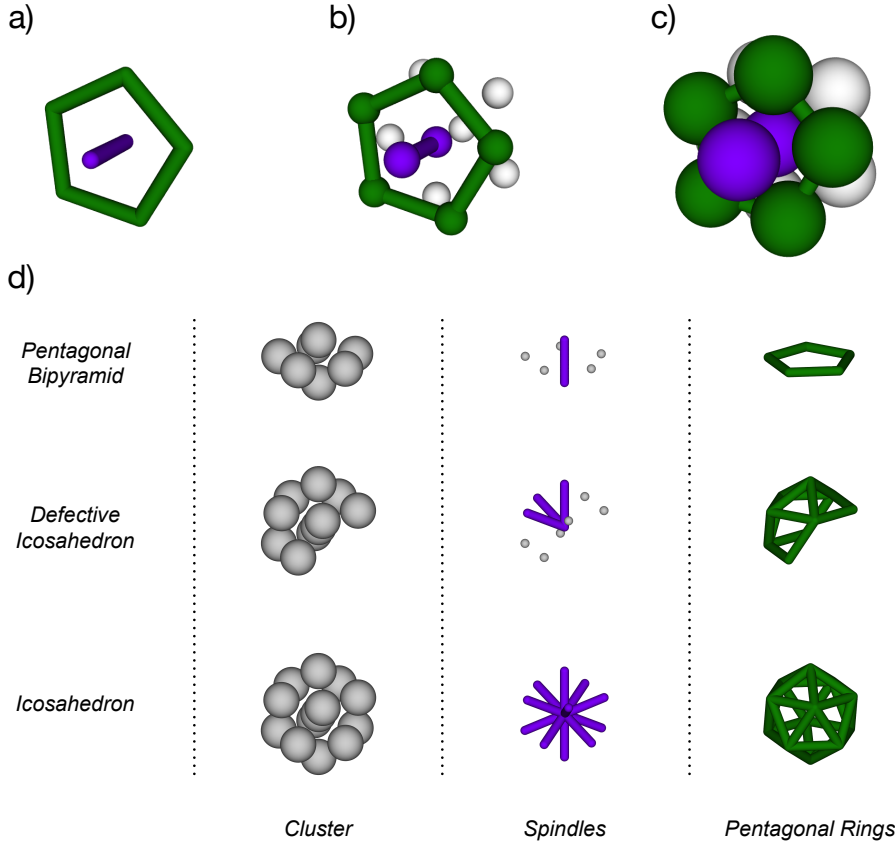 a)
b)
c)
d)
Pentagonal
Bipyramid
Defective
Icosahedron
Icosahedron
Cluster
Spindles
Pentagonal Rings